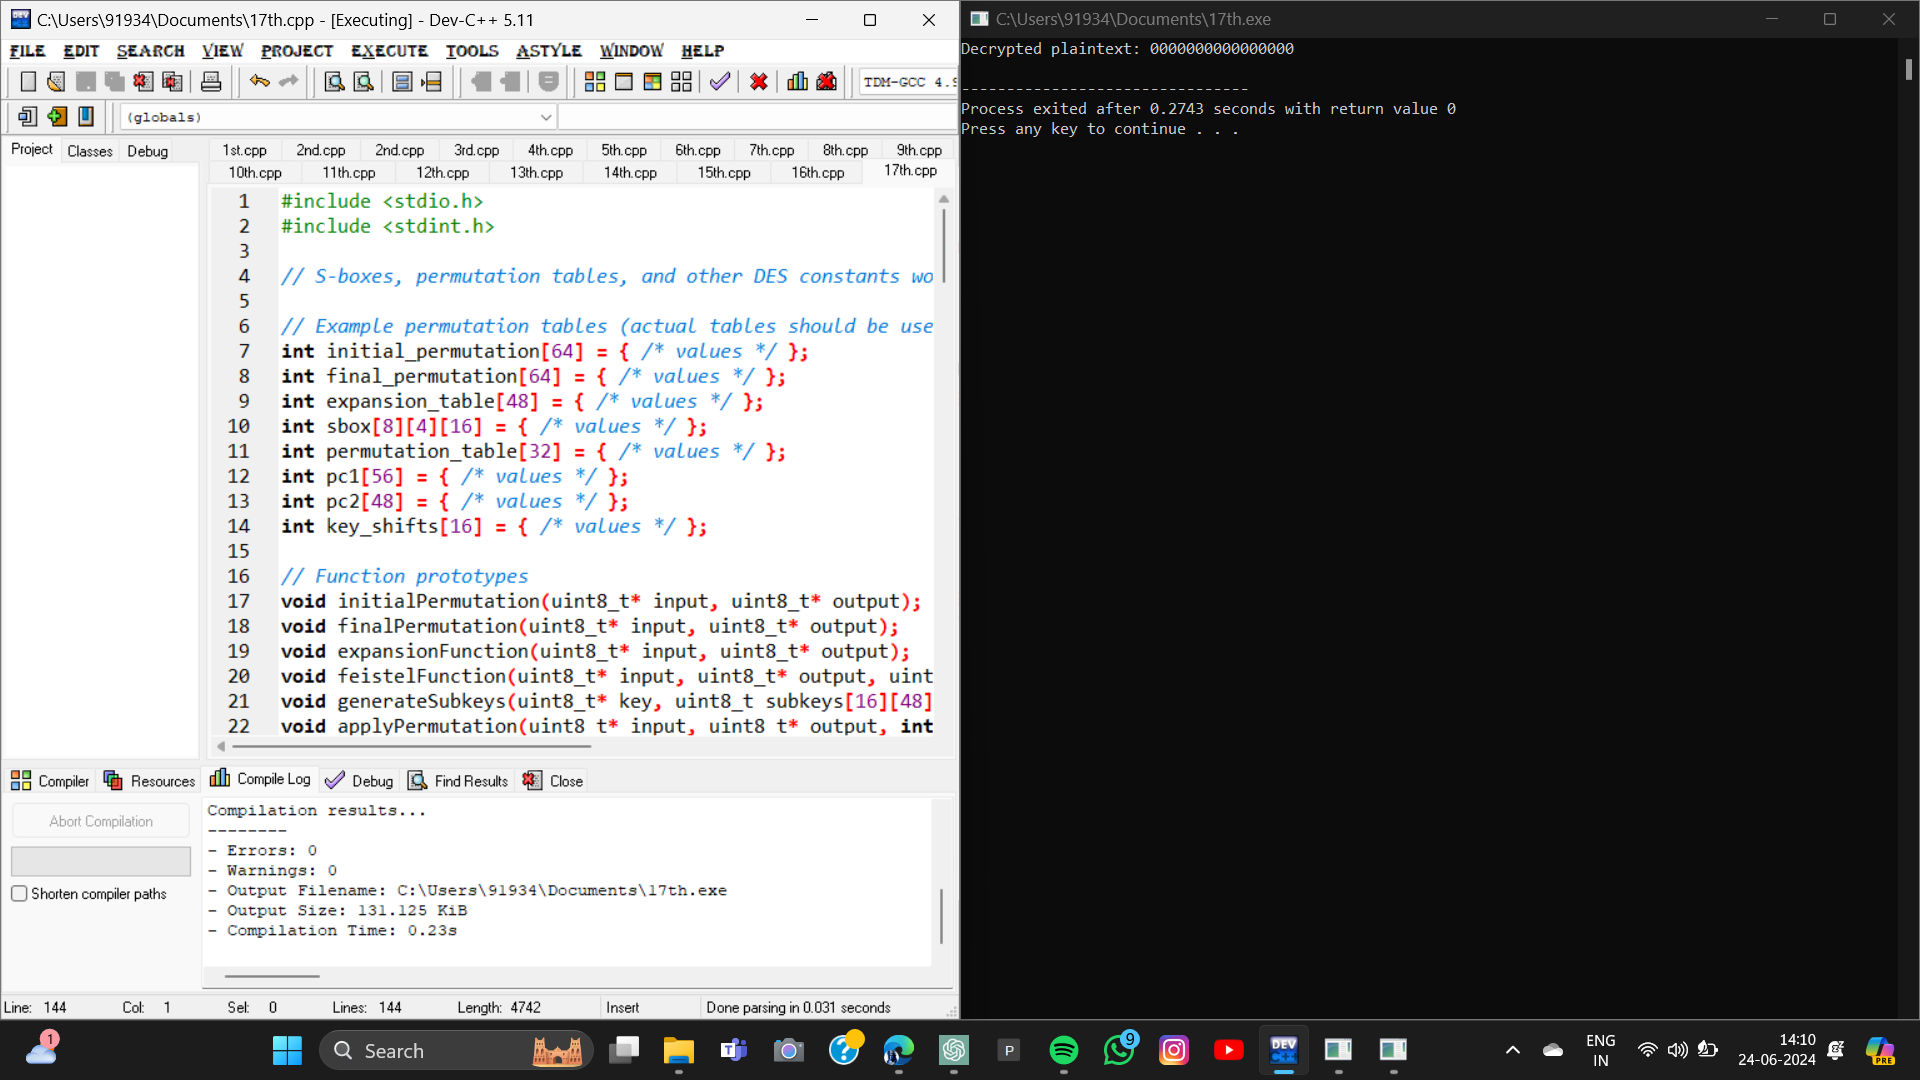 C:\Users\91934\Documents\17th.cpp - [Executing] - Dev-C++ 5.11
FILE EDIT SEARCH VIEW PROJECT EXECUTE TOOLS ASTYLE WINDOW HELP
TDM-GCC 4.9
(globals)
Project Classes Debug
1st.cpp 2nd.cpp 2nd.cpp 3rd.cpp 4th.cpp 5th.cpp 6th.cpp 7th.cpp 8th.cpp 9th.cpp
10th.cpp 11th.cpp 12th.cpp 13th.cpp 14th.cpp 15th.cpp 16th.cpp 17th.cpp
1 #include <stdio.h>
2 #include <stdint.h>
3
4 // S-boxes, permutation tables, and other DES constants wo
5
6 // Example permutation tables (actual tables should be use
7 int initial_permutation[64] = { /* values */ };
8 int final_permutation[64] = { /* values */ };
9 int expansion_table[48] = { /* values */ };
10 int sbox[8][4][16] = { /* values */ };
11 int permutation_table[32] = { /* values */ };
12 int pc1[56] = { /* values */ };
13 int pc2[48] = { /* values */ };
14 int key_shifts[16] = { /* values */ };
15
16 // Function prototypes
17 void initialPermutation(uint8_t* input, uint8_t* output);
18 void finalPermutation(uint8_t* input, uint8_t* output);
19 void expansionFunction(uint8_t* input, uint8_t* output);
20 void feistelFunction(uint8_t* input, uint8_t* output, uint
21 void generateSubkeys(uint8_t* key, uint8_t subkeys[16][48]
22 void applyPermutation(uint8_t* input, uint8_t* output, int
Compiler Resources Compile Log Debug Find Results Close
Abort Compilation
Shorten compiler paths
Compilation results...
--------
- Errors: 0
- Warnings: 0
- Output Filename: C:\Users\91934\Documents\17th.exe
- Output Size: 131.125 KiB
- Compilation Time: 0.23s
Line: 144 Col: 1 Sel: 0 Lines: 144 Length: 4742 Insert Done parsing in 0.031 seconds
C:\Users\91934\Documents\17th.exe
Decrypted plaintext: 0000000000000000
--------------------------------
Process exited after 0.2743 seconds with return value 0
Press any key to continue . . .
1
Search
P
9
DEV
ENG
IN
14:10
24-06-2024
PRE